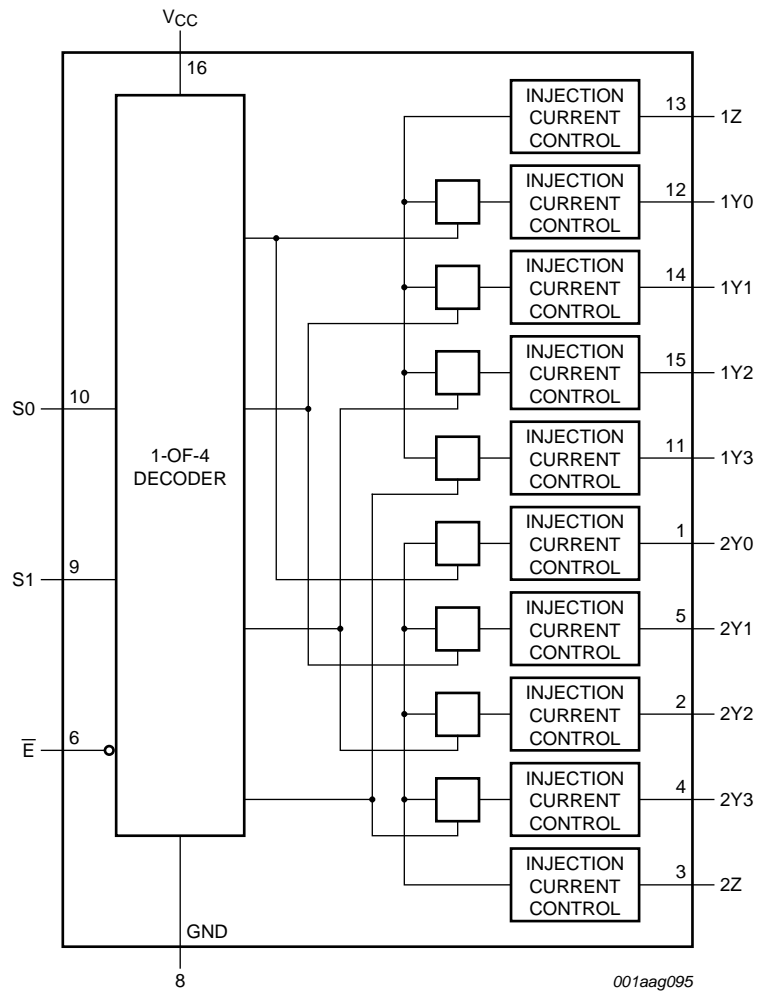 VCC
16
INJECTION
CURRENT
CONTROL
13
1Z
INJECTION
CURRENT
CONTROL
12
1Y0
INJECTION
CURRENT
CONTROL
14
1Y1
INJECTION
CURRENT
CONTROL
15
1Y2
S0
10
1-OF-4
DECODER
INJECTION
CURRENT
CONTROL
11
1Y3
INJECTION
CURRENT
CONTROL
1
2Y0
S1
9
INJECTION
CURRENT
CONTROL
5
2Y1
INJECTION
CURRENT
CONTROL
2
2Y2
E̅
6
INJECTION
CURRENT
CONTROL
4
2Y3
INJECTION
CURRENT
CONTROL
3
2Z
GND
8
001aag095